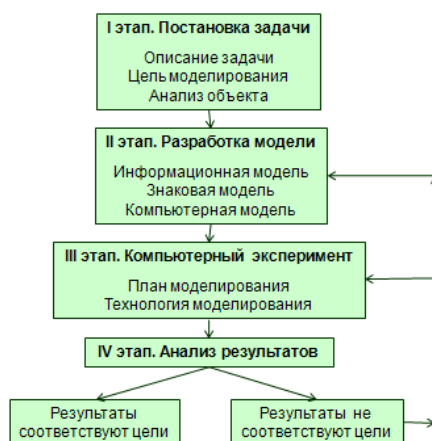 I этап. Постановка задачи
Описание задачи
Цель моделирования
Анализ объекта
II этап. Разработка модели
Информационная модель
Знаковая модель
Компьютерная модель
III этап. Компьютерный эксперимент
План моделирования
Технология моделирования
IV этап. Анализ результатов
Результаты
соответствуют цели
Результаты не
соответствуют цели